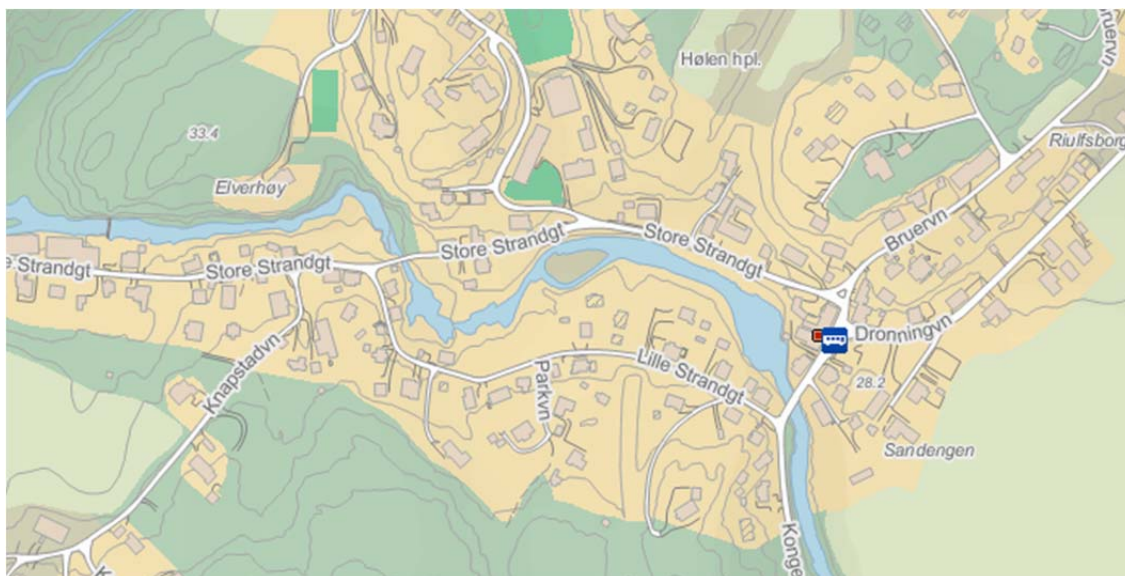 Bruervn
Hølen hpl.
33.4
Riulfsborg
Elverhøy
Store Strandgt
Store Strandgt
Bruervn
e Strandgt
Store Strandgt
Dronningvn
Lille Strandgt
Parkvn
Knapstadvn
28.2
Sandengen
Konge
K